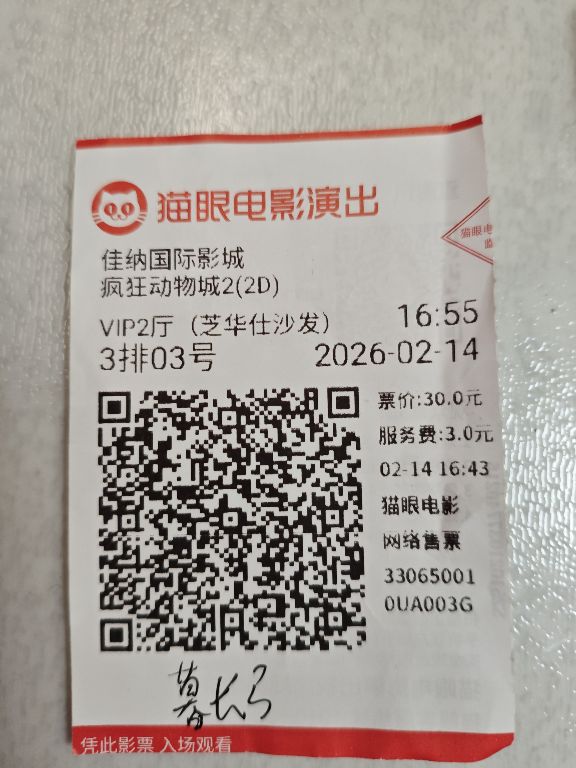 猫眼电影演出
猫眼电
佳纳国际影城
疯狂动物城2(2D)
VIP2厅（芝华仕沙发）
16:55
3排03号
2026-02-14
票价:30.0元
服务费:3.0元
02-14 16:43
猫眼电影
网络售票
33065001
0UA003G
凭此影票 入场观看